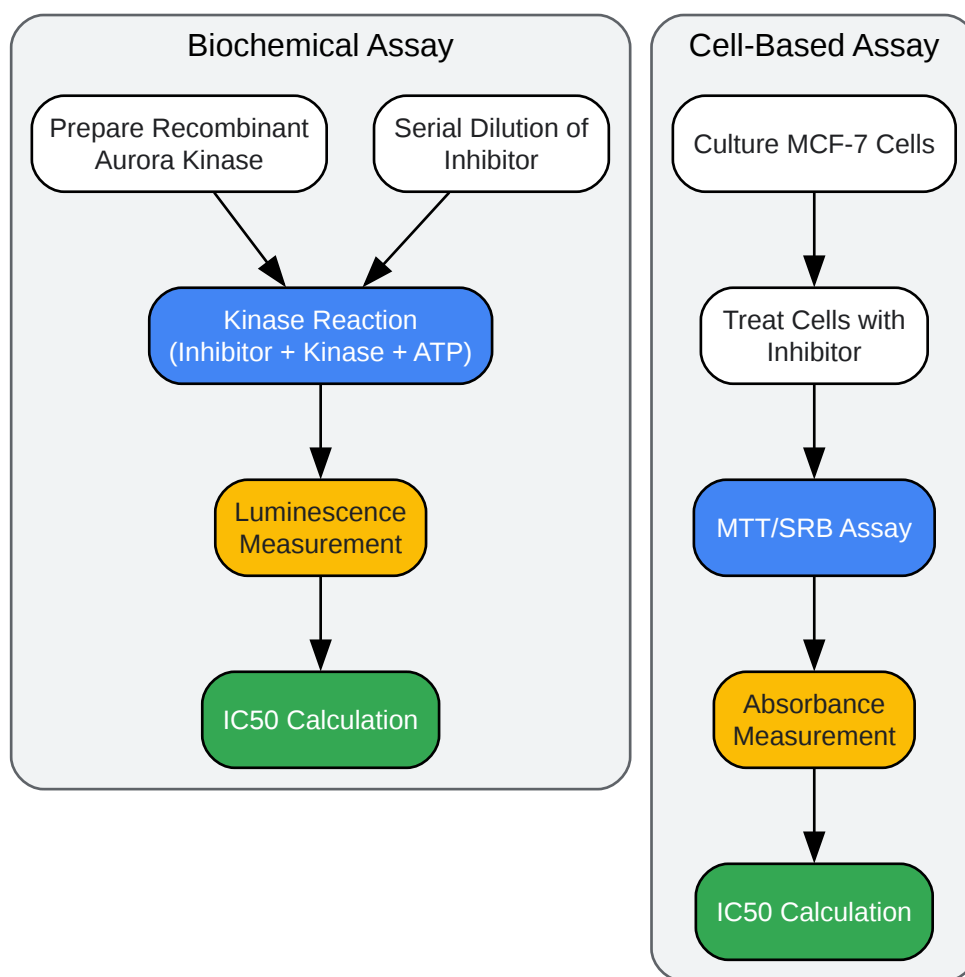 Biochemical Assay
Prepare Recombinant
Aurora Kinase
Serial Dilution of
Inhibitor
Kinase Reaction
(Inhibitor + Kinase + ATP)
Luminescence
Measurement
IC50 Calculation
Cell-Based Assay
Culture MCF-7 Cells
Treat Cells with
Inhibitor
MTT/SRB Assay
Absorbance
Measurement
IC50 Calculation